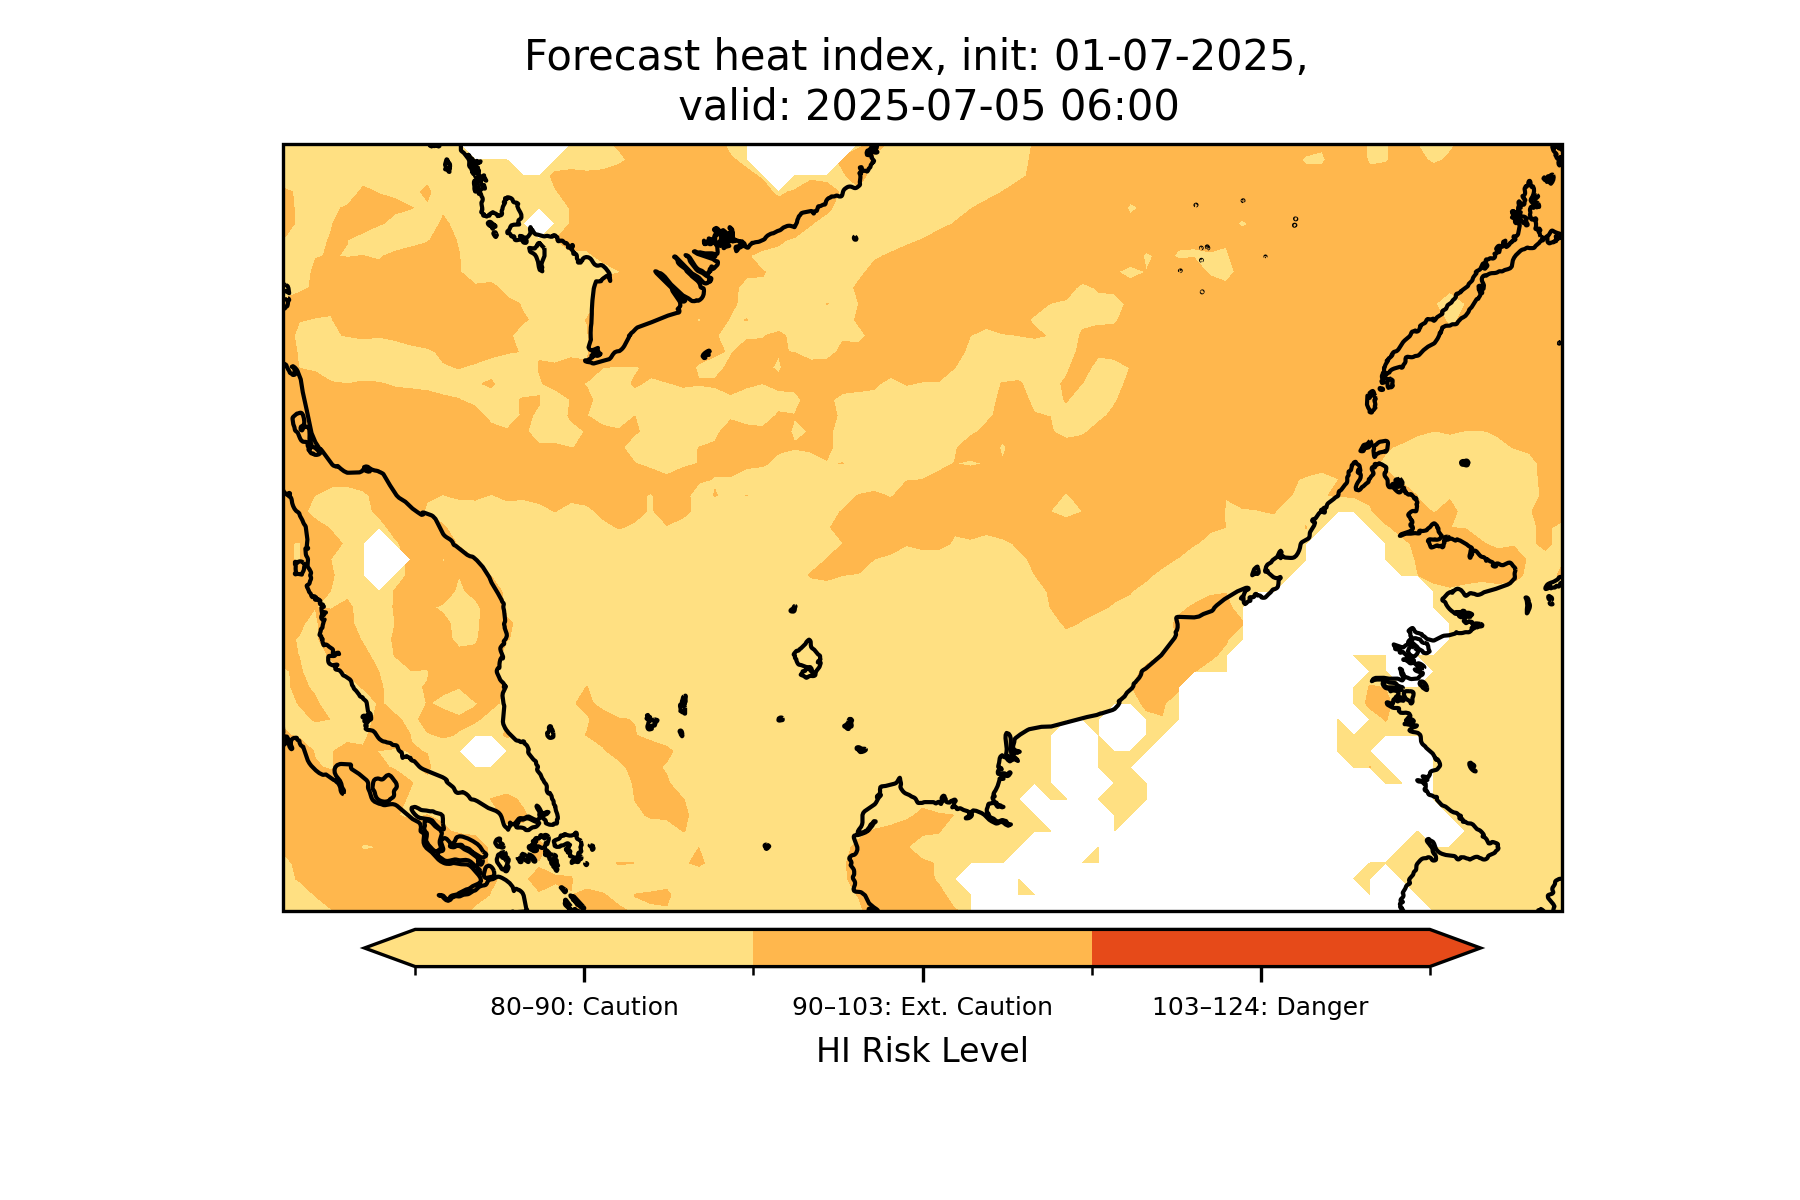 Forecast heat index, init: 01-07-2025,
valid: 2025-07-05 06:00
80–90: Caution
90–103: Ext. Caution
103–124: Danger
HI Risk Level